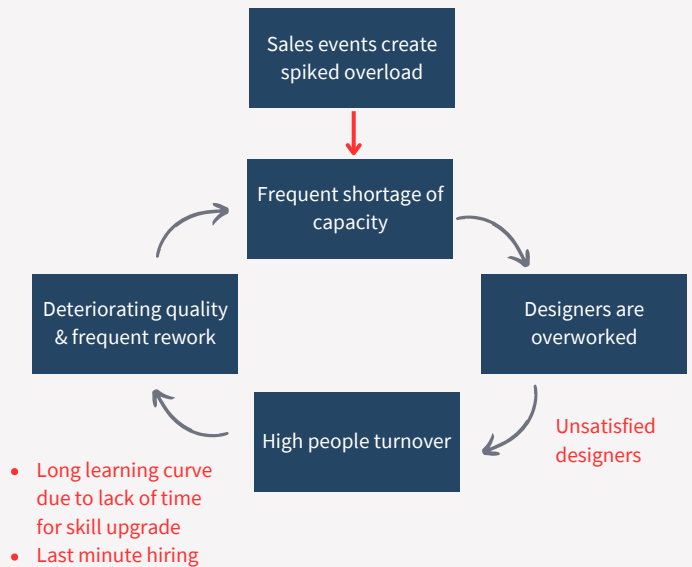 Sales events create
spiked overload
Frequent shortage of
capacity
Deteriorating quality
& frequent rework
Designers are
overworked
High people turnover
Unsatisfied
designers
• Long learning curve
due to lack of time
for skill upgrade
• Last minute hiring